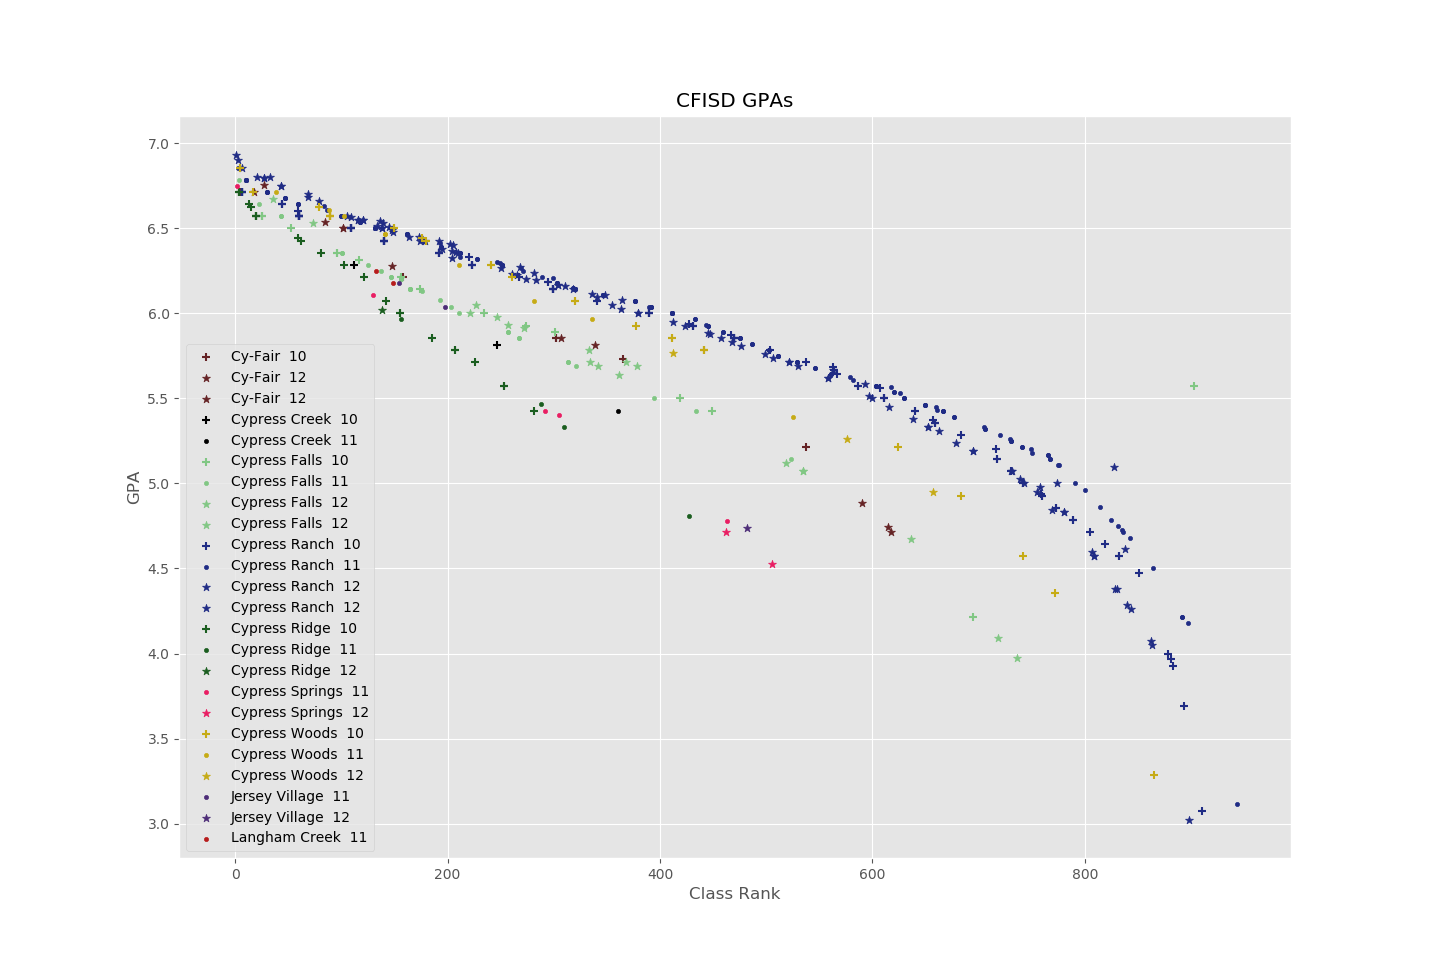 CFISD GPAs
7.0
6.5
6.0
5.5
5.0
4.5
4.0
3.5
3.0
GPA
Cy-Fair 10
Cy-Fair 12
Cy-Fair 12
Cypress Creek 10
Cypress Creek 11
Cypress Falls 10
Cypress Falls 11
Cypress Falls 12
Cypress Falls 12
Cypress Ranch 10
Cypress Ranch 11
Cypress Ranch 12
Cypress Ranch 12
Cypress Ridge 10
Cypress Ridge 11
Cypress Ridge 12
Cypress Springs 11
Cypress Springs 12
Cypress Woods 10
Cypress Woods 11
Cypress Woods 12
Jersey Village 11
Jersey Village 12
Langham Creek 11
0 200 400 600 800
Class Rank